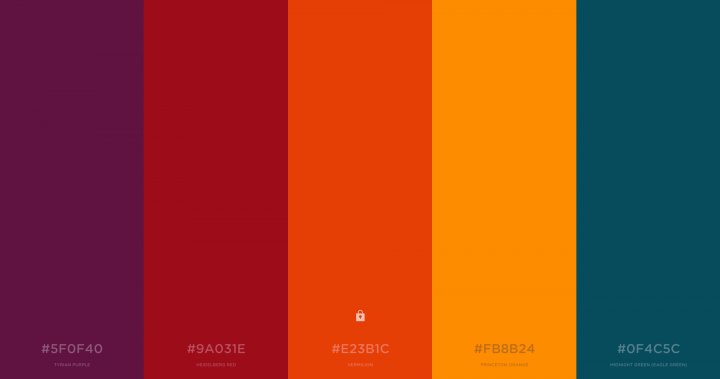 #5F0F40
#9A031E
#E23B1C
#FB8B24
#0F4C5C
TYRIAN PURPLE
HEIDELBERG RED
VERMILION
PRINCETON ORANGE
MIDNIGHT GREEN (EAGLE GREEN)